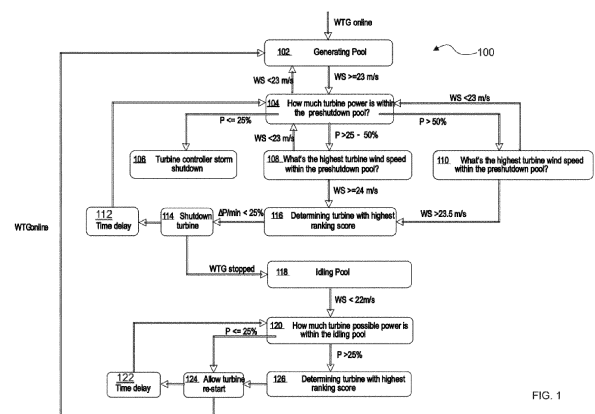 WTG online
102 Generating Pool
100
WS <23 m/s
WS >=23 m/s
104 How much turbine power is within
the preshutdown pool?
WS <23 m/s
P <= 25%
WS <23 m/s
P >25 - 50%
P > 50%
106 Turbine controller storm
shutdown
108 What's the highest turbine wind speed
within the preshutdown pool?
110 What's the highest turbine wind speed
within the preshutdown pool?
WS >=24 m/s
WS >23.5 m/s
112
Time delay
114 Shutdown
turbine
ΔP/min < 25%
116 Determining turbine with highest
ranking score
WTGonline
WTG stopped
118 Idling Pool
WS < 22m/s
120 How much turbine possible power is
within the idling pool
P <= 25%
P >25%
122
Time delay
124 Allow turbine
re-start
126 Determining turbine with highest
ranking score
FIG. 1